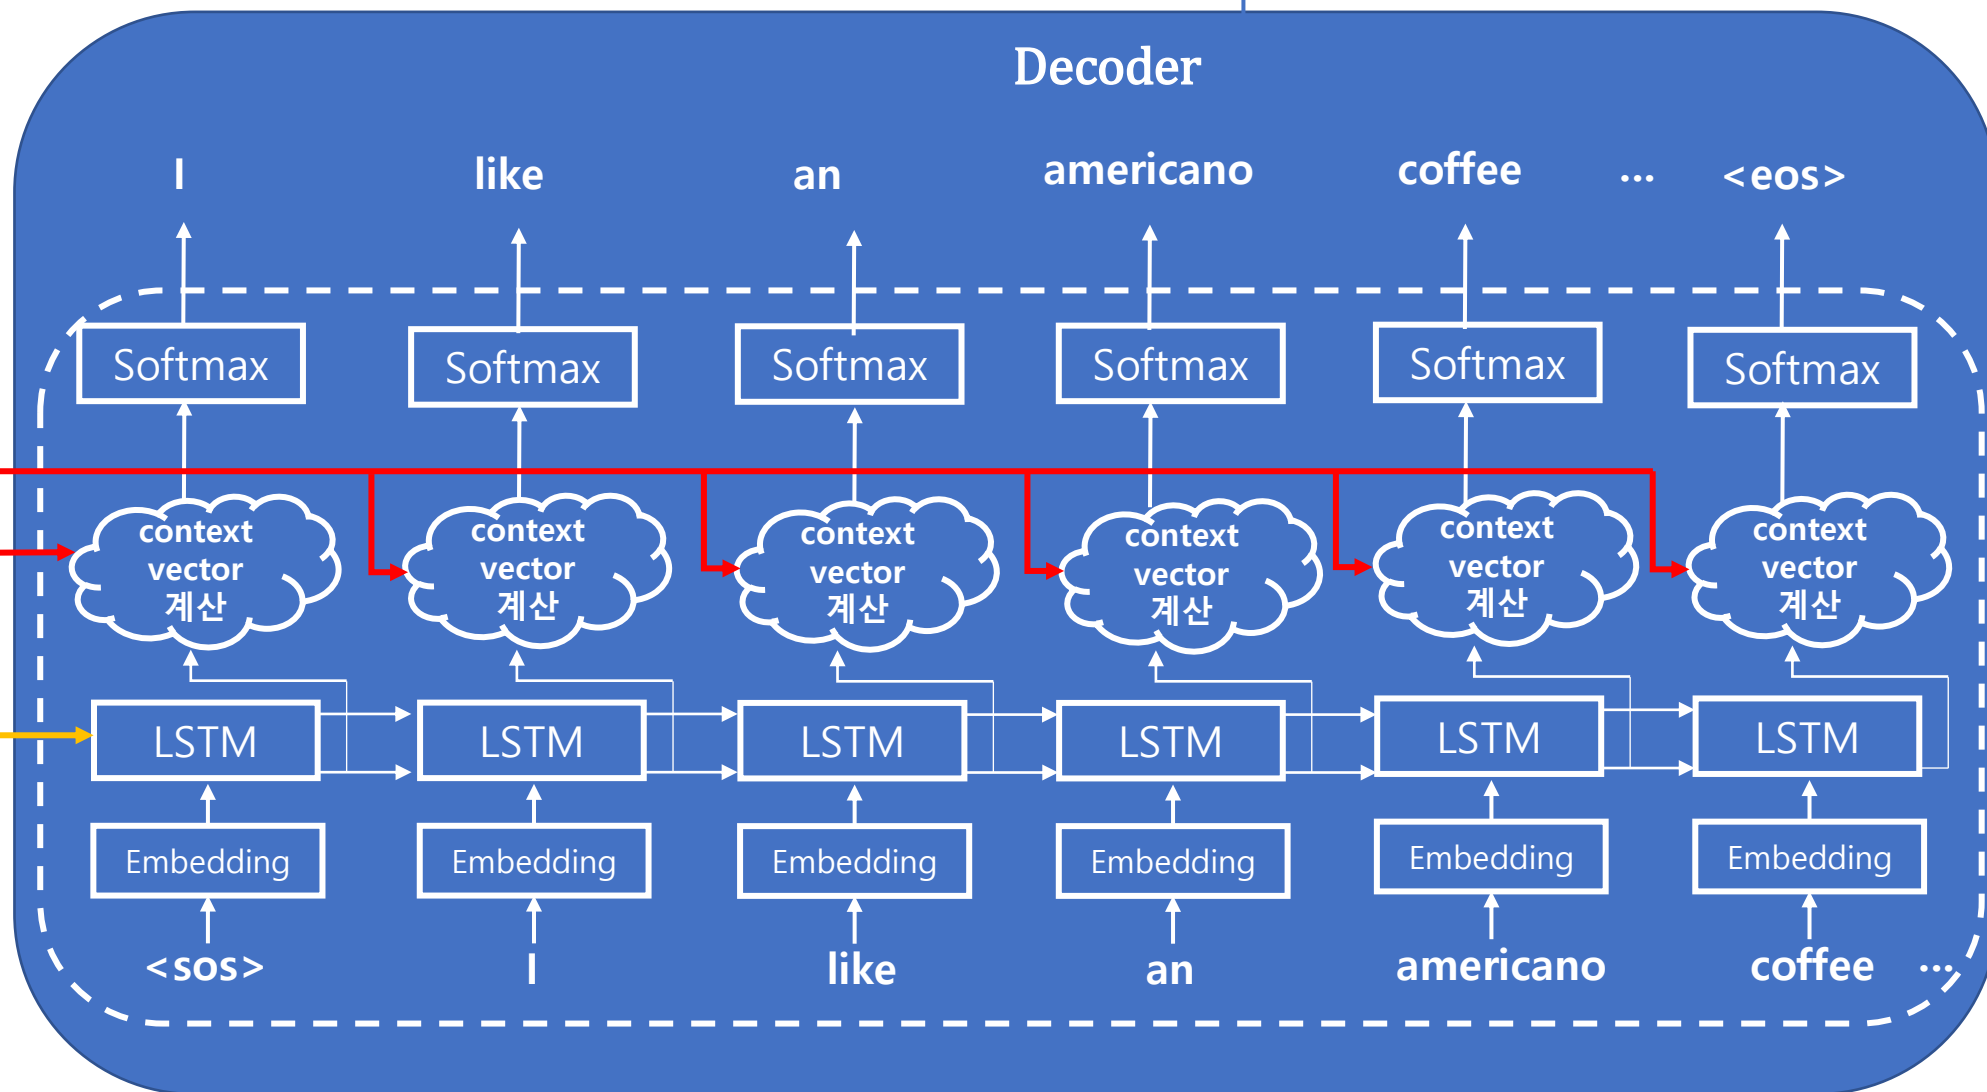 Decoder
I like an americano coffee ... <eos>
Softmax Softmax Softmax Softmax Softmax Softmax
context context context context context context
vector vector vector vector vector vector
계산 계산 계산 계산 계산 계산
LSTM LSTM LSTM LSTM LSTM LSTM
Embedding Embedding Embedding Embedding Embedding Embedding
<sos> I like an americano coffee ...